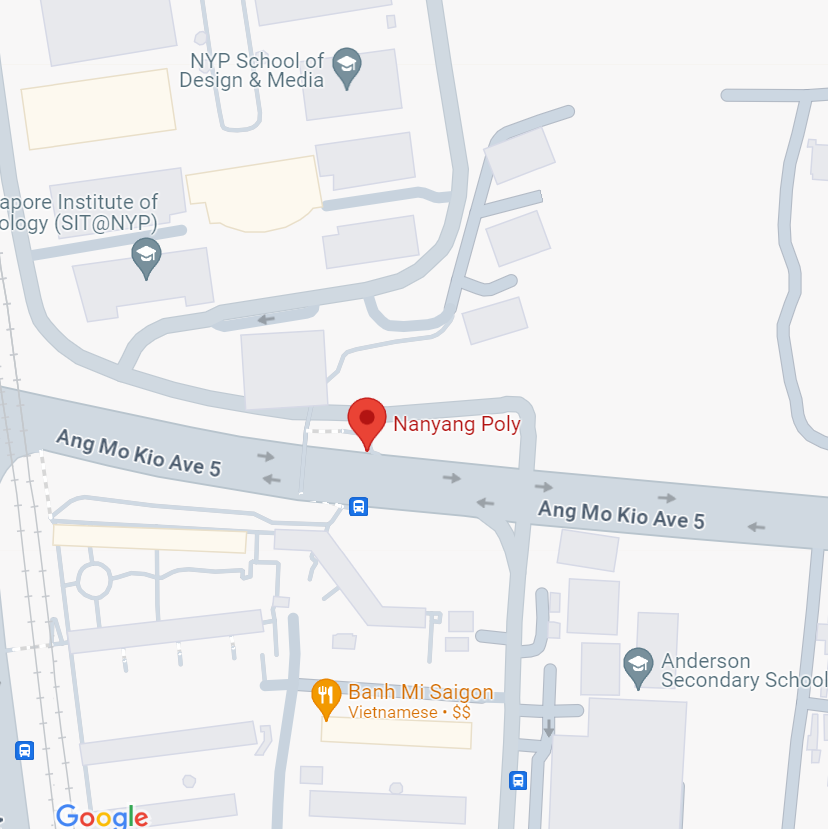 NYP School of
Design & Media
apore Institute of
ology (SIT@NYP)
Nanyang Poly
Ang Mo Kio Ave 5
Ang Mo Kio Ave 5
Anderson
Secondary School
Banh Mi Saigon
Vietnamese • $$
Google